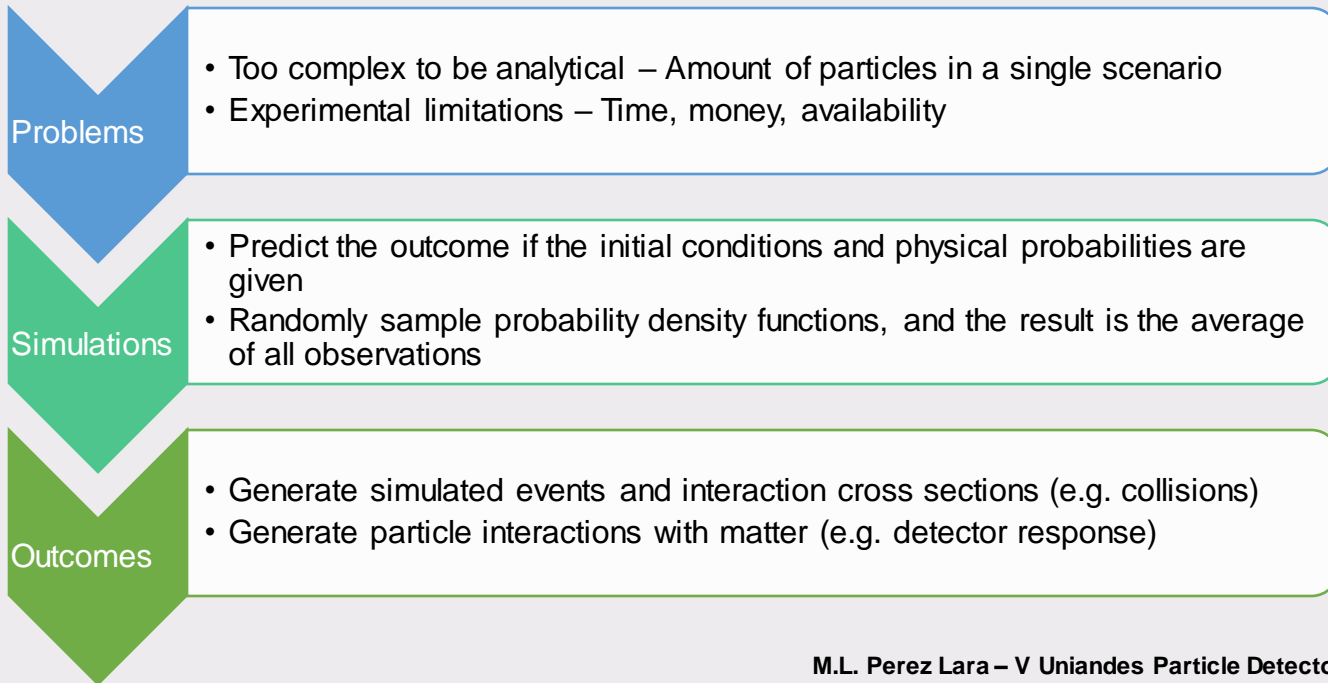 Problems
• Too complex to be analytical – Amount of particles in a single scenario
• Experimental limitations – Time, money, availability
Simulations
• Predict the outcome if the initial conditions and physical probabilities are
given
• Randomly sample probability density functions, and the result is the average
of all observations
Outcomes
• Generate simulated events and interaction cross sections (e.g. collisions)
• Generate particle interactions with matter (e.g. detector response)
M.L. Perez Lara – V Uniandes Particle Detecto